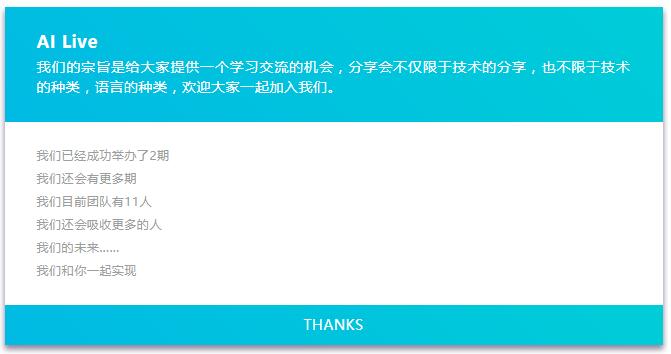 AI Live
我们的宗旨是给大家提供一个学习交流的机会，分享会不仅限于技术的分享，也不限于技术
的种类，语言的种类，欢迎大家一起加入我们。
我们已经成功举办了2期
我们还会有更多期
我们目前团队有11人
我们还会吸收更多的人
我们的未来......
我们和你一起实现
THANKS